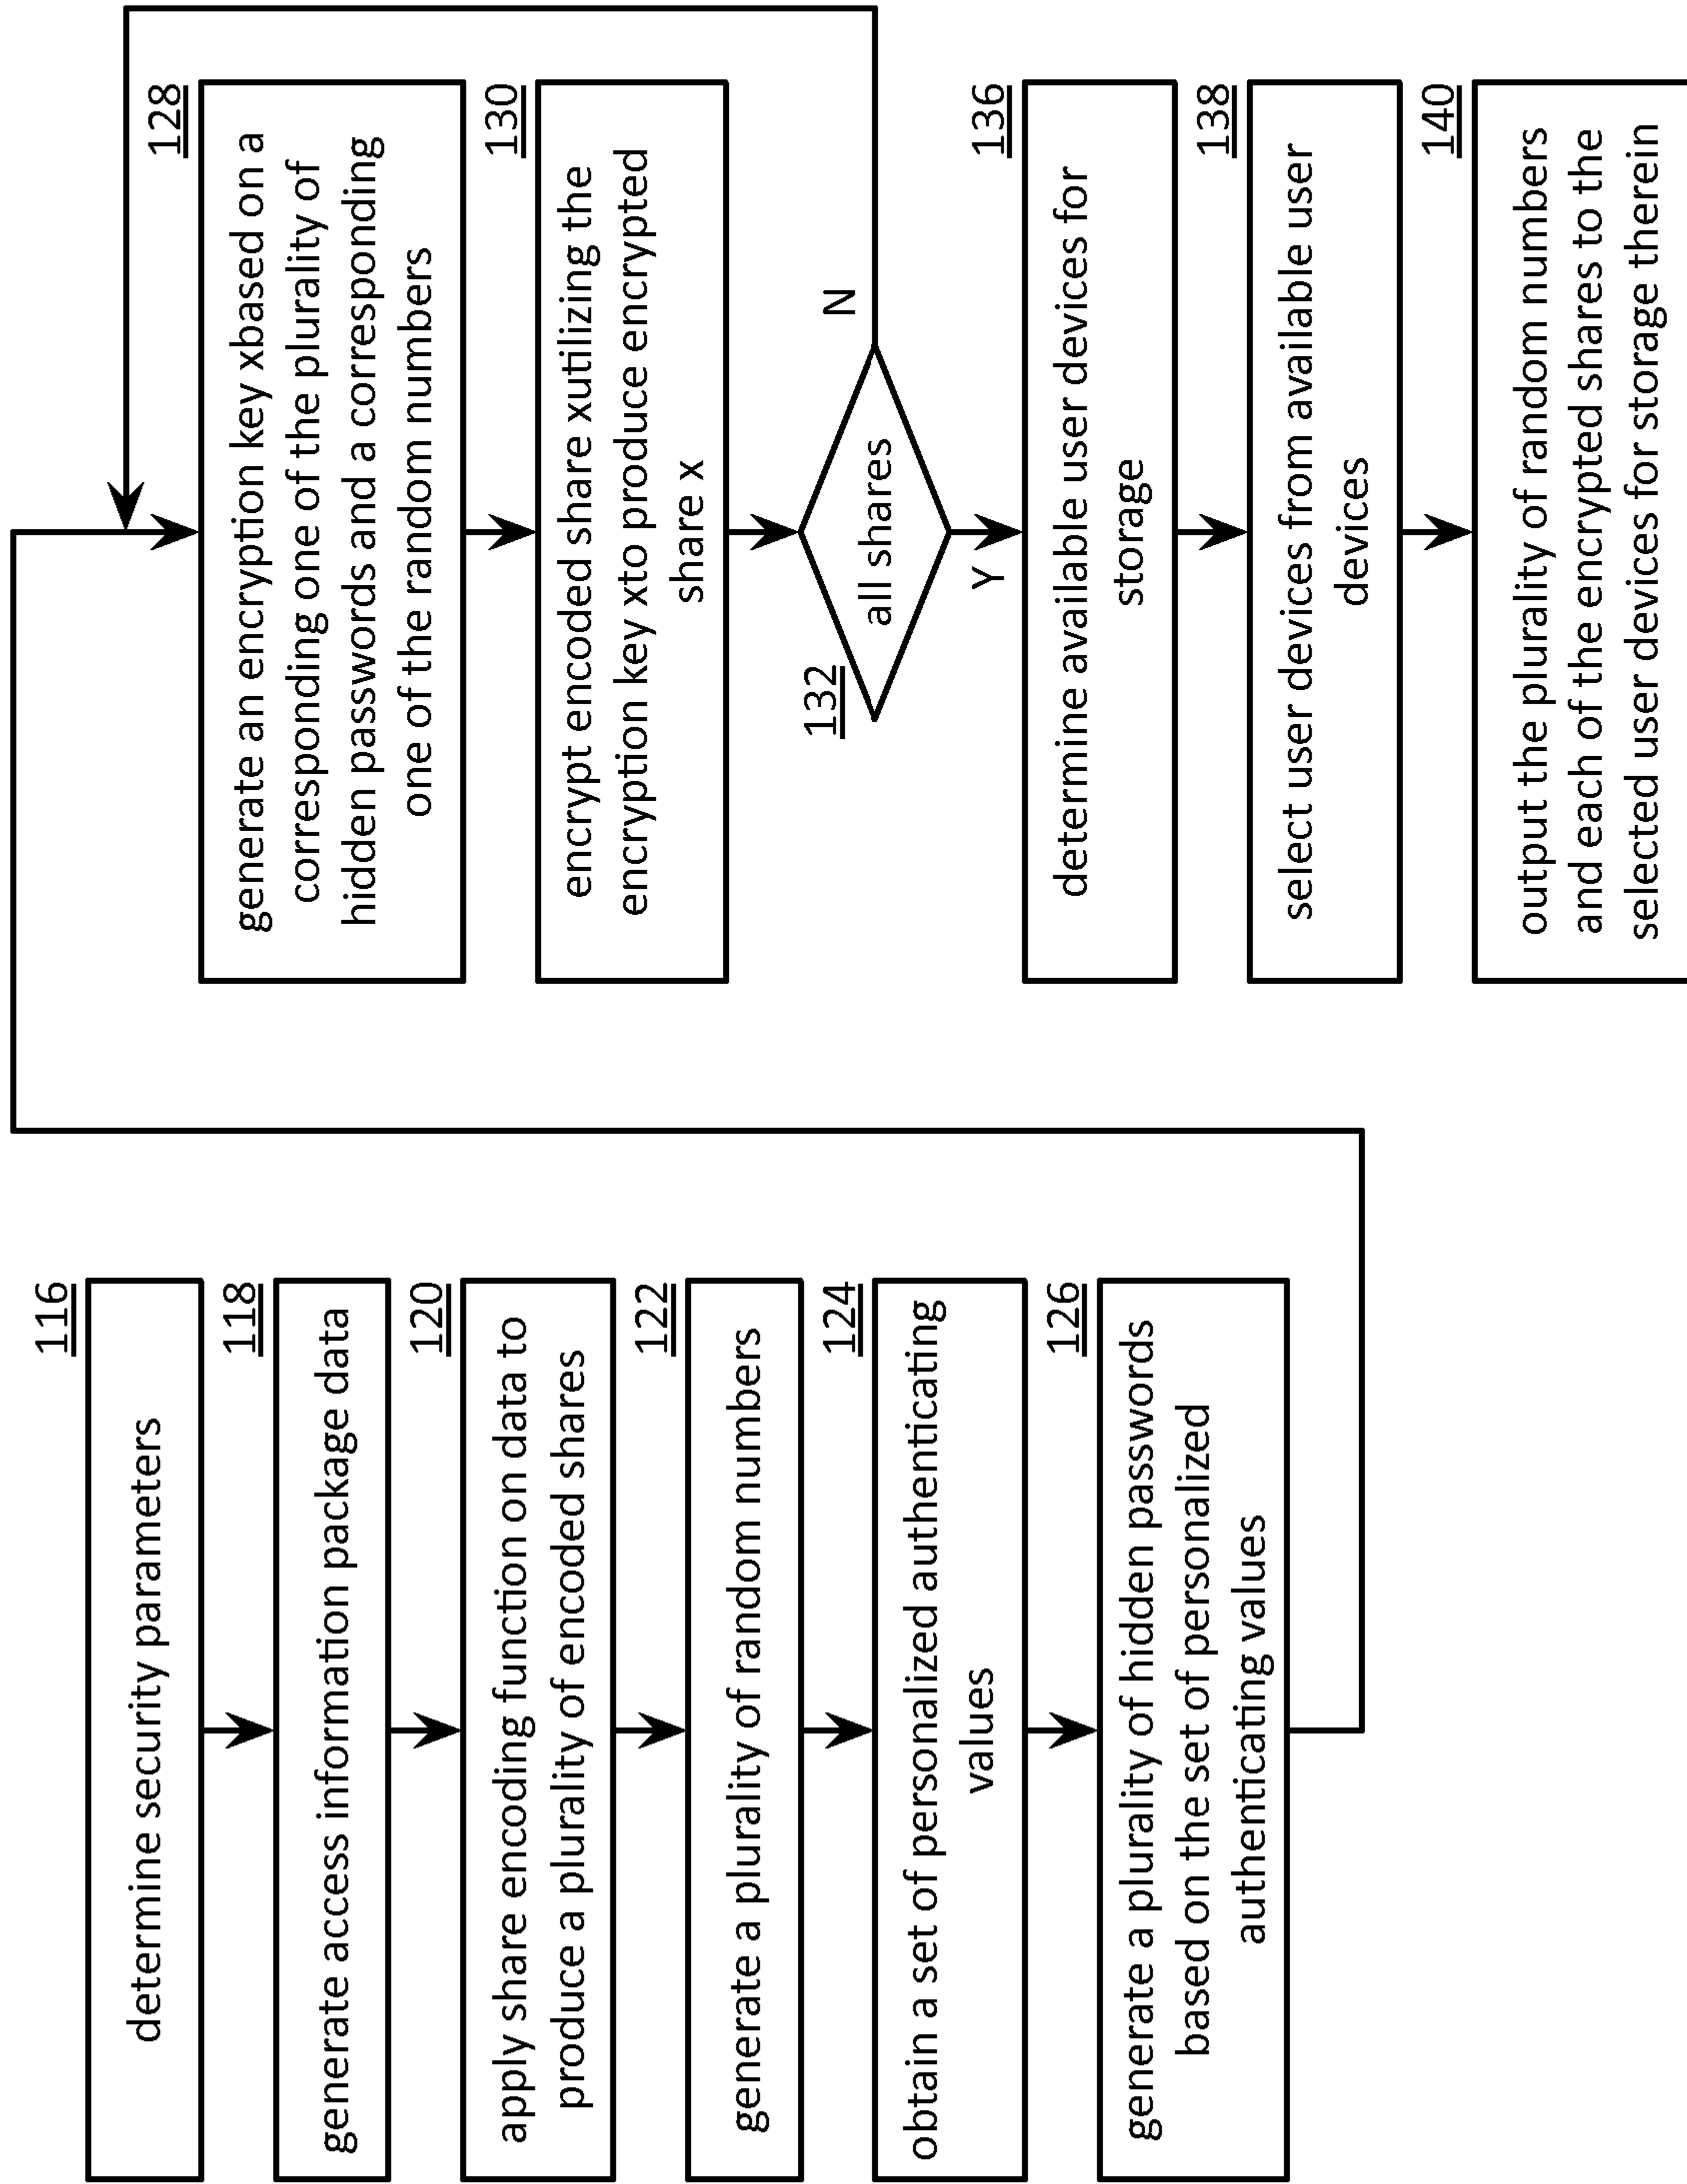 116
determine security parameters
118
generate access information package data
120
apply share encoding function on data to
produce a plurality of encoded shares
122
generate a plurality of random numbers
124
obtain a set of personalized authenticating
values
126
generate a plurality of hidden passwords
based on the set of personalized
authenticating values
128
generate an encryption key xbased on a
corresponding one of the plurality of
hidden passwords and a corresponding
one of the random numbers
130
encrypt encoded share xutilizing the
encryption key xto produce encrypted
share x
132
all shares
N
Y
136
determine available user devices for
storage
138
select user devices from available user
devices
140
output the plurality of random numbers
and each of the encrypted shares to the
selected user devices for storage therein